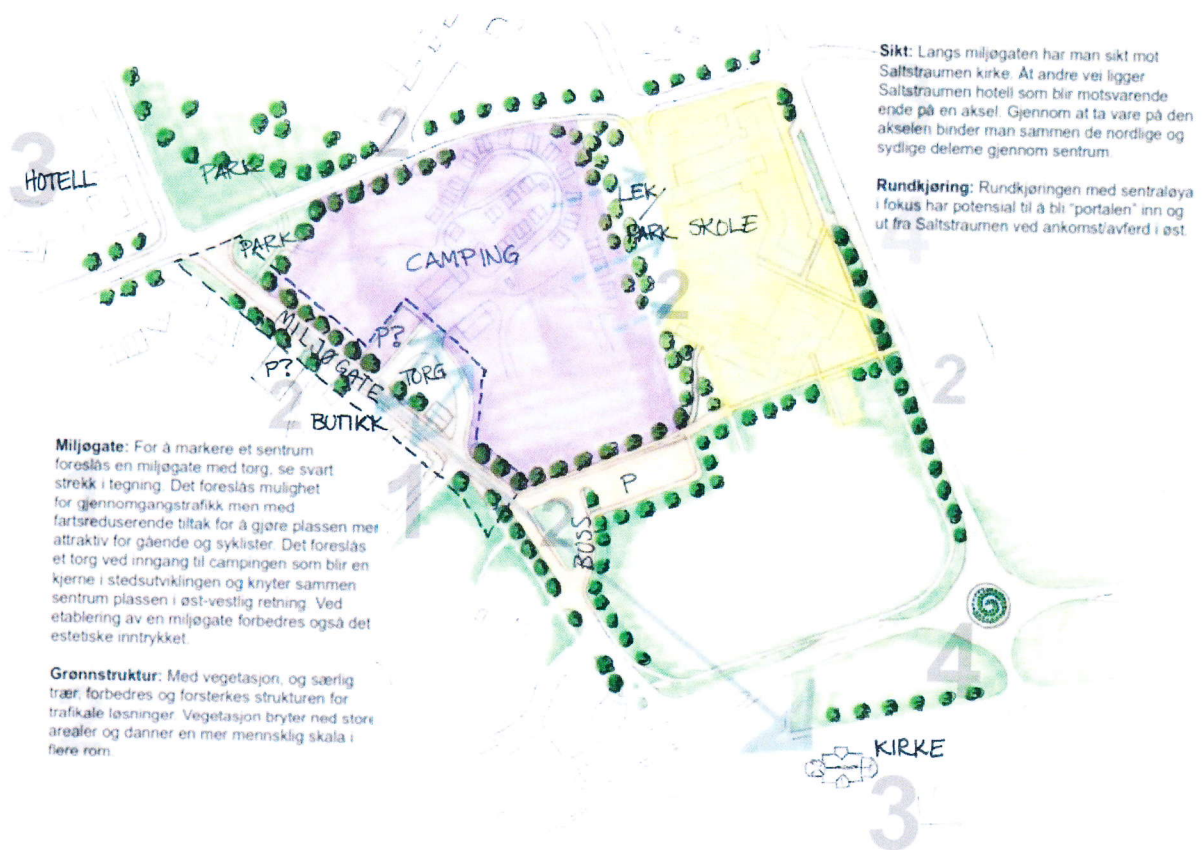 Sikt: Langs miljøgaten har man sikt mot
Saltstraumen kirke. At andre vei ligger
Saltstraumen hotell som blir motsvarende
ende på en aksel. Gjennom at ta vare på den
akselen binder man sammen de nordlige og
sydlige delerne gjennom sentrum.
Rundkjøring: Rundkjøringen med sentraløya
i fokus har potensial til å bli "portalen" inn og
ut fra Saltstraumen ved ankomst/avferd i øst.
4
3
HOTELL
PARK
2
PARK
CAMPING
LEK/
PARK
SKOLE
2
MILJØGATE
P?
P?
TORG
2
BUTIKK
2
1
P
2
BUSS
Miljøgate: For å markere et sentrum
foreslås en miljøgate med torg, se svart
strekk i tegning. Det foreslås mulighet
for gjennomgangstrafikk men med
fartsreduserende tiltak for å gjøre plassen mer
attraktiv for gående og syklister. Det foreslås
et torg ved inngang til campingen som blir en
kjerne i stedsutviklingen og knyter sammen
sentrum plassen i øst-vestlig retning. Ved
etablering av en miljøgate forbedres også det
estetiske inntrykket.
Grønnstruktur: Med vegetasjon, og særlig
trær, forbedres og forsterkes strukturen for
trafikale løsninger. Vegetasjon bryter ned store
arealer og danner en mer mennsklig skala i
flere rom.
4
KIRKE
3